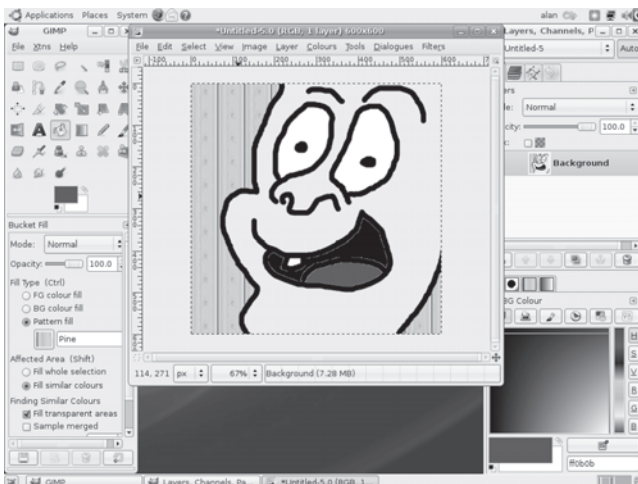 Applications Places System
alan
GIMP
File Xtns Help
Bucket Fill
Mode: Normal
Opacity: 100.0
Fill Type (Ctrl)
FG colour fill
BG colour fill
Pattern fill
Pine
Affected Area (Shift)
Fill whole selection
Fill similar colours
Finding Similar Colours
Fill transparent areas
Sample merged
*Untitled-5.0 (RGB, 1 layer) 600x600
File Edit Select View Image Layer Colours Tools Dialogues Filters
114, 271 px 67% Background (7.28 MB)
Layers, Channels, P
Untitled-5 Auto
Normal
100.0
Background
BG Colour
H
S
V
R
G
B
ff0b0b
GIMP Layers, Channels, Pa... *Untitled-5.0 (RGB, 1...